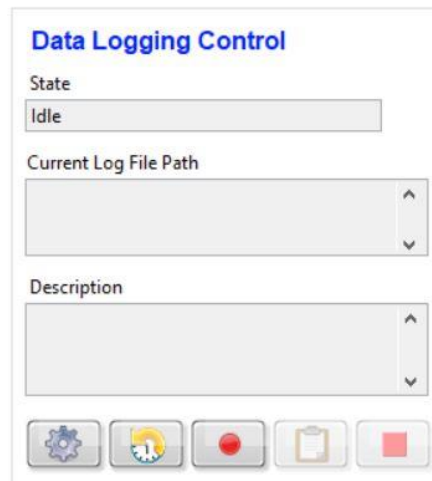 Data Logging Control
State
Idle
Current Log File Path
Description